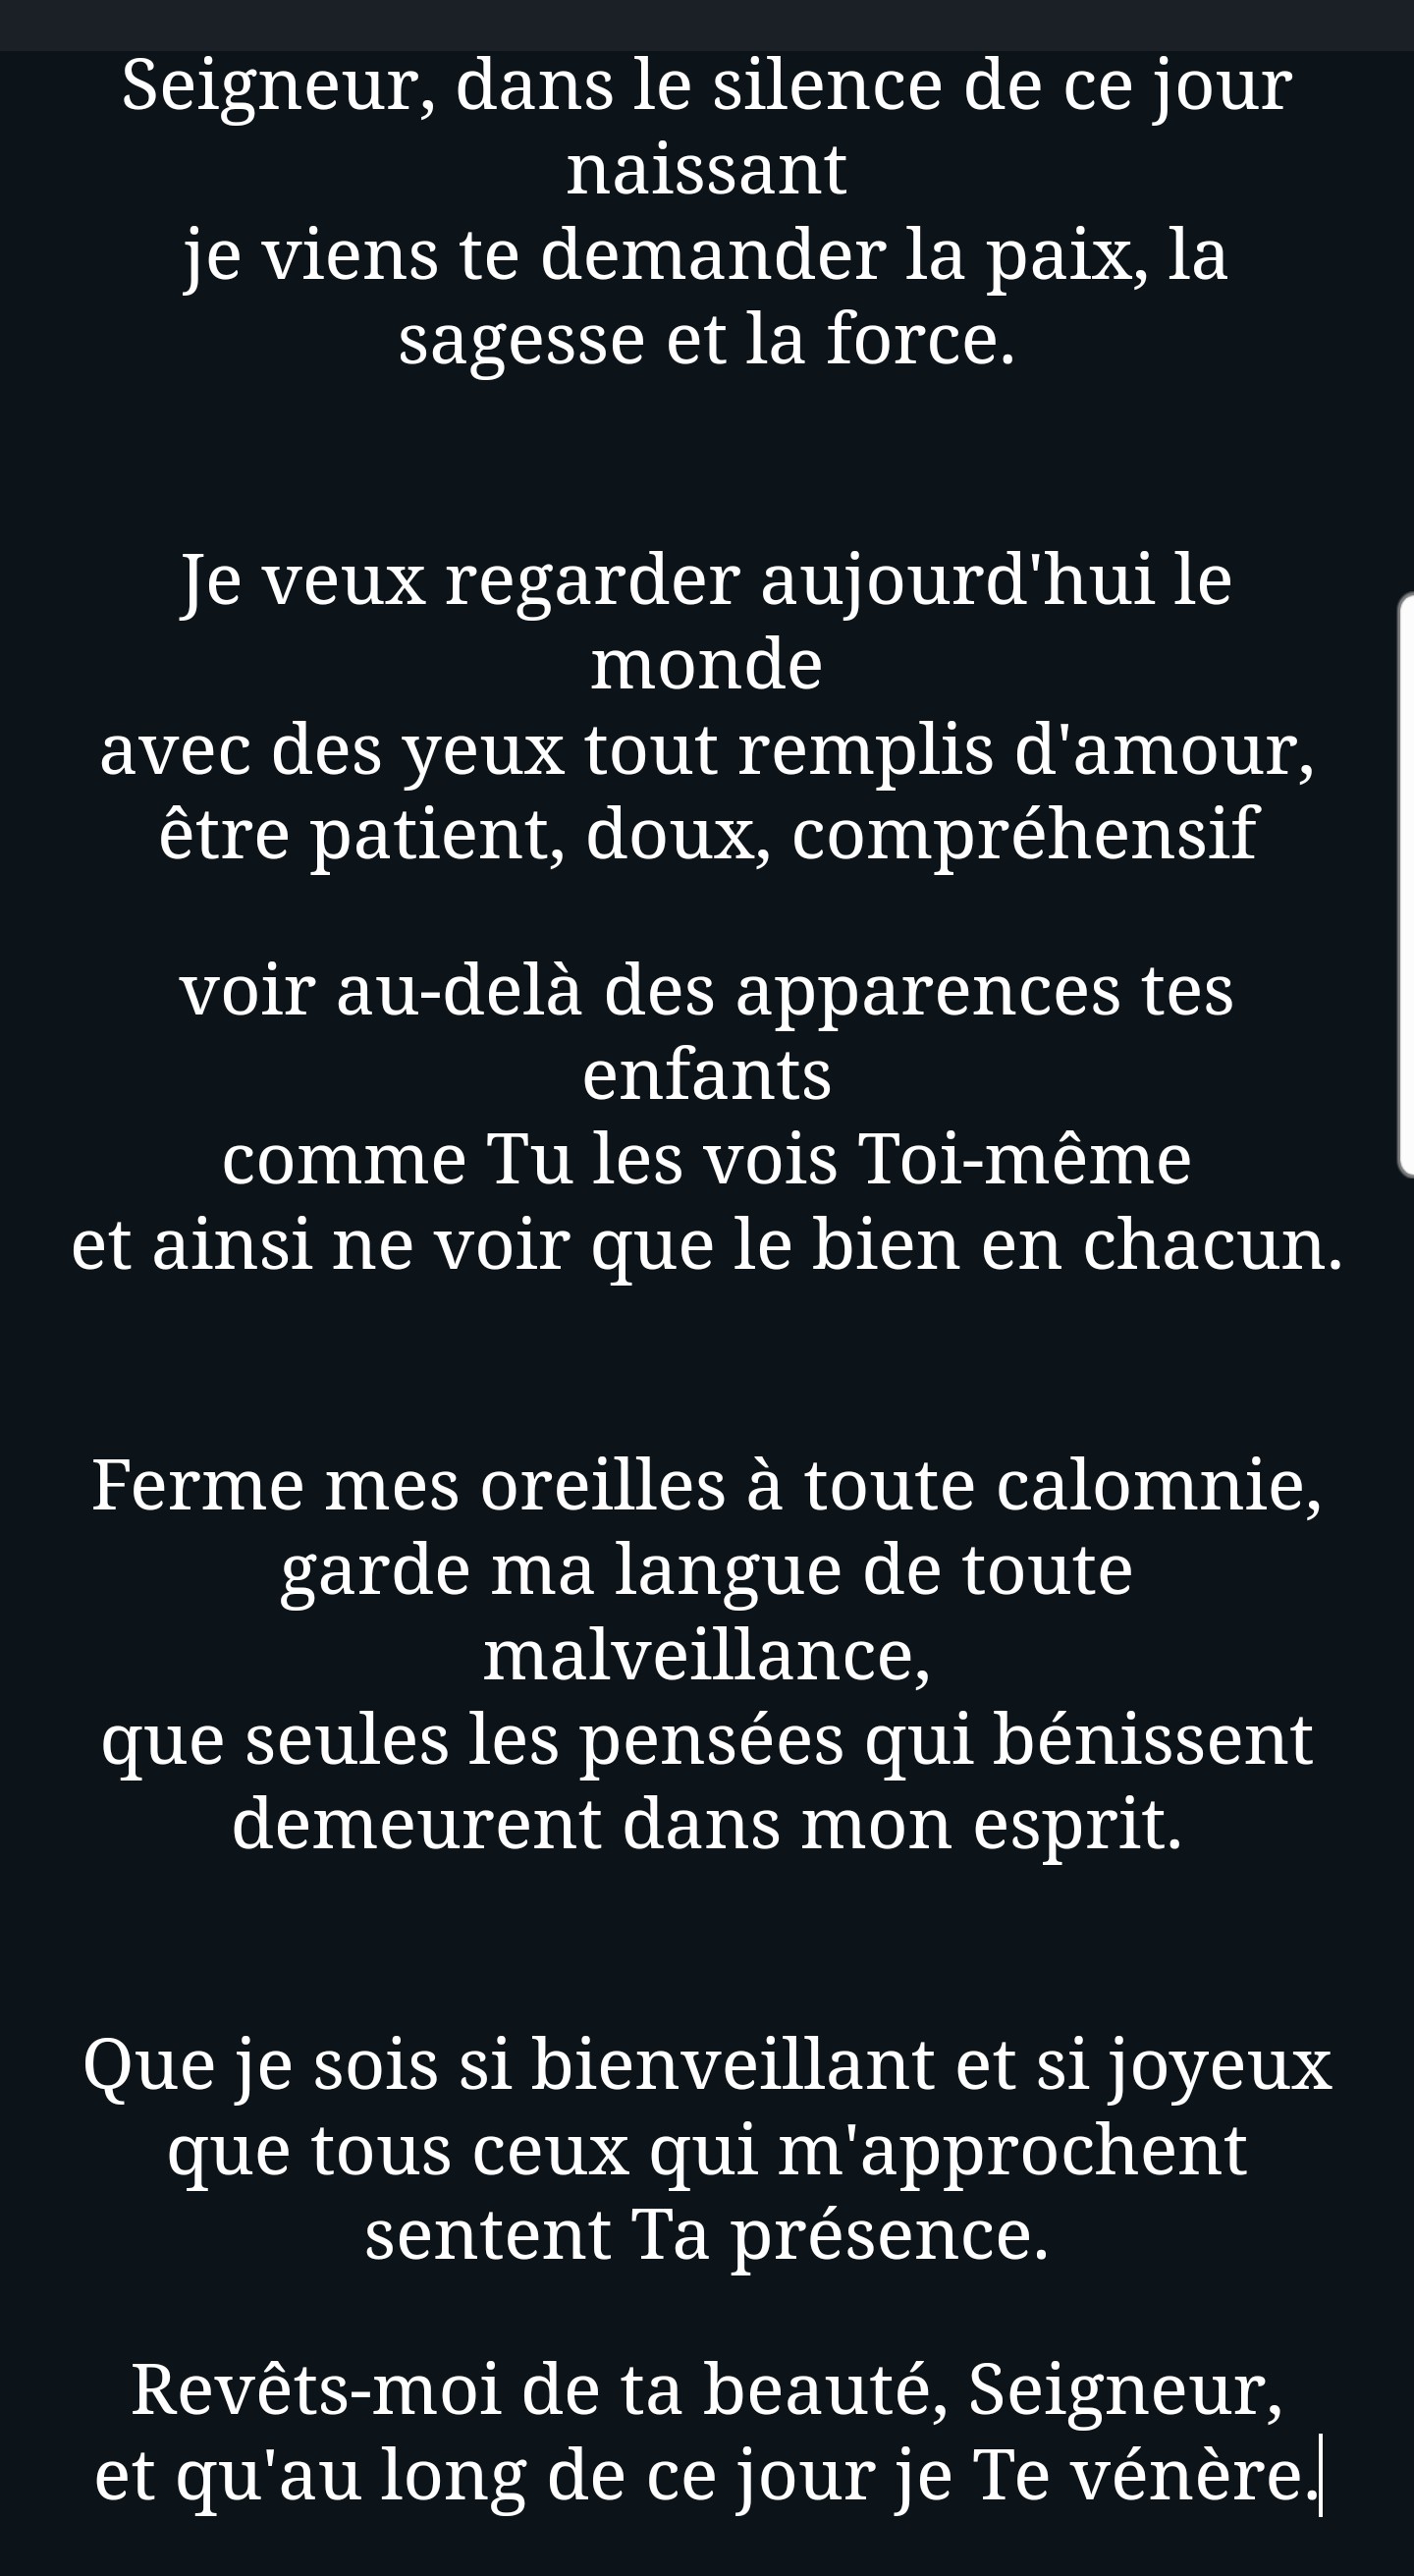 Seigneur, dans le silence de ce jour
naissant
je viens te demander la paix, la
sagesse et la force.
Je veux regarder aujourd'hui le
monde
avec des yeux tout remplis d'amour,
être patient, doux, compréhensif
voir au-delà des apparences tes
enfants
comme Tu les vois Toi-même
et ainsi ne voir que le bien en chacun.
Ferme mes oreilles à toute calomnie,
garde ma langue de toute
malveillance,
que seules les pensées qui bénissent
demeurent dans mon esprit.
Que je sois si bienveillant et si joyeux
que tous ceux qui m'approchent
sentent Ta présence.
Revêts-moi de ta beauté, Seigneur,
et qu'au long de ce jour je Te vénère.